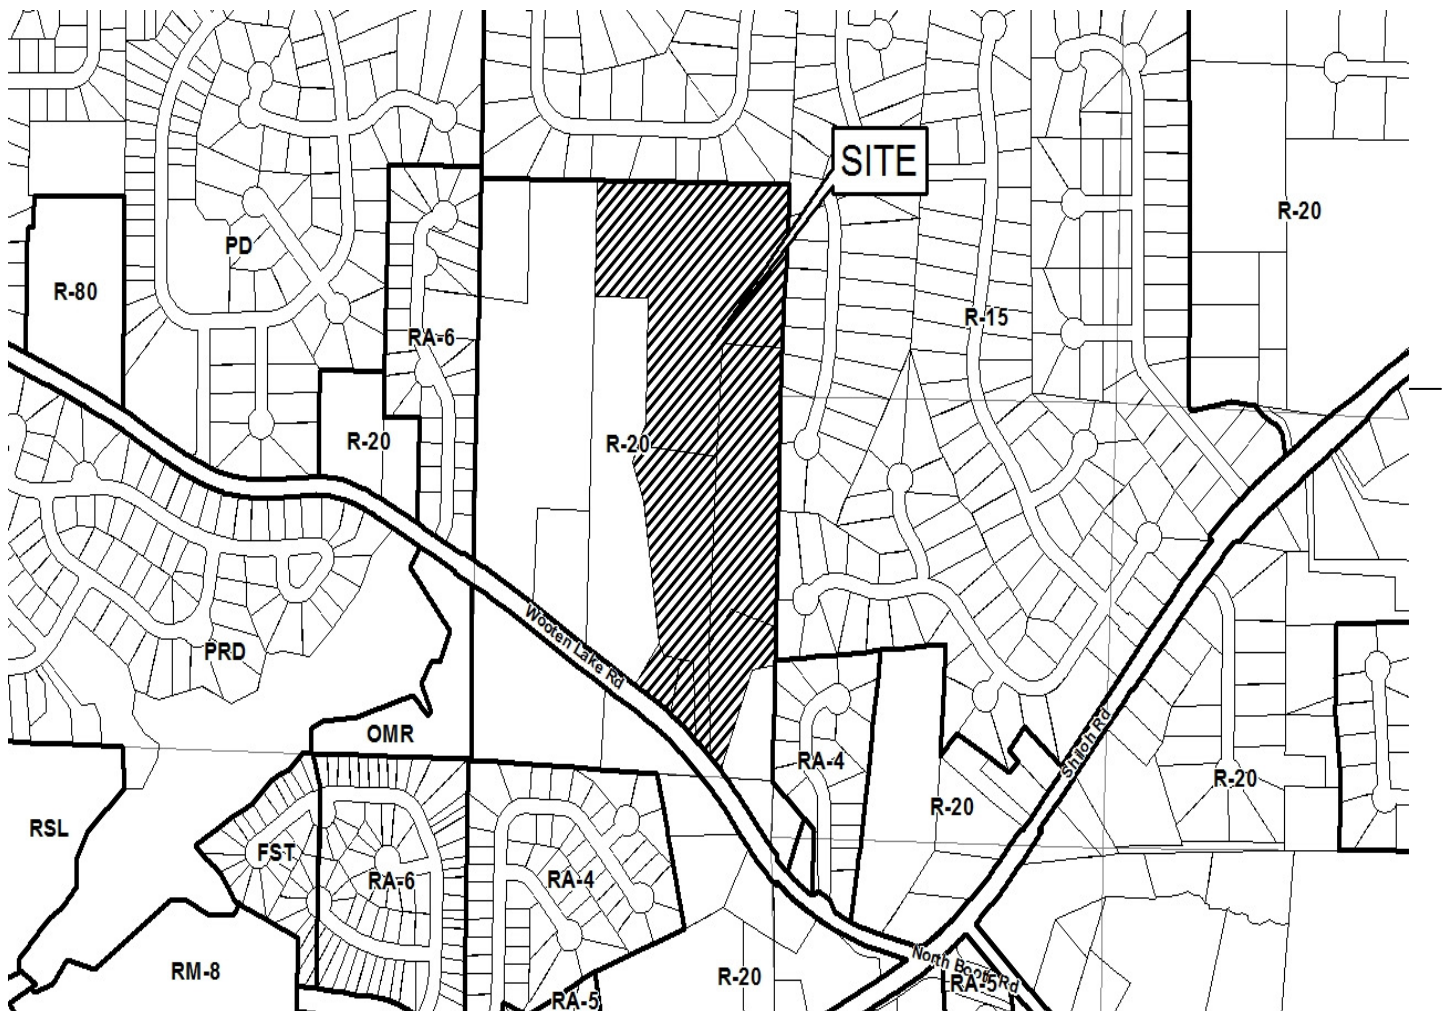 SITE
R-20
PD
R-80
R-15
RA-6
R-20
R-20
Wooten Lake Rd
PRD
OMR
Shiloh Rd
RA-4
R-20
R-20
RSL
FST
RA-6
RA-4
RM-8
R-20
North Booth Rd
RA-5
RA-5